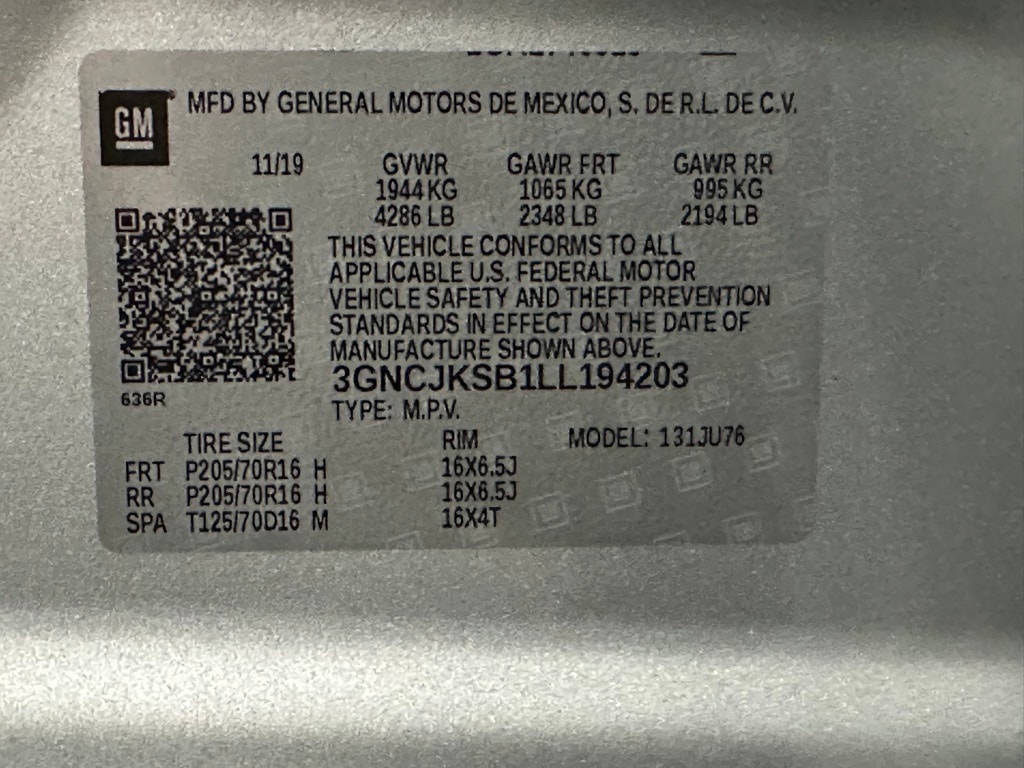 GM
MFD BY GENERAL MOTORS DE MEXICO, S. DE R.L. DE C.V.
11/19 GVWR GAWR FRT GAWR RR
1944 KG 1065 KG 995 KG
4286 LB 2348 LB 2194 LB
THIS VEHICLE CONFORMS TO ALL
APPLICABLE U.S. FEDERAL MOTOR
VEHICLE SAFETY AND THEFT PREVENTION
STANDARDS IN EFFECT ON THE DATE OF
MANUFACTURE SHOWN ABOVE.
3GNCJKSB1LL194203
636R
TYPE: M.P.V.
TIRE SIZE RIM MODEL: 131JU76
FRT P205/70R16 H 16X6.5J
RR P205/70R16 H 16X6.5J
SPA T125/70D16 M 16X4T